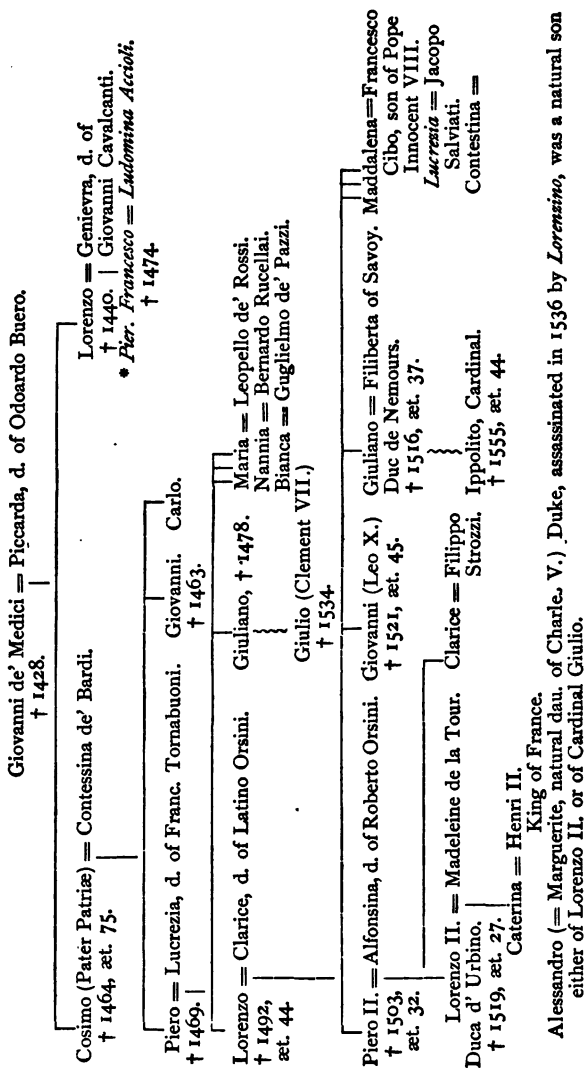 Giovanni de' Medici = Piccarda, d. of Odoardo Buero.
† 1428.
Cosimo (Patér Patriæ) = Contessina de' Bardi.
† 1464, æt. 75.
Lorenzo = Genievra, d. of
† 1440. | Giovanni Cavalcanti.
* Pier. Francesco = Ludomina Accioli.
† 1474.
Piero = Lucrezia, d. of Franc. Tornabuoni.
† 1469.
Giovanni.
† 1463.
Carlo.
Lorenzo = Clarice, d. of Latino Orsini.
† 1492,
æt. 44.
Giuliano, † 1478.
Giulio (Clement VII.)
† 1534.
Maria = Leopello de' Rossi.
Nannia = Bernardo Rucellai.
Bianca = Guglielmo de' Pazzi.
Piero II. = Alfonsina, d. of Roberto Orsini.
† 1503,
æt. 32.
Giovanni (Leo X.)
† 1521, æt. 45.
Giuliano = Filiberta of Savoy.
Duc de Nemours.
† 1516, æt. 37.
Ippolito, Cardinal.
† 1555, æt. 44.
Maddalena=Francesco
Cibo, son of Pope
Innocent VIII.
Lucrezia = Jacopo
Salviati.
Contestina =
Lorenzo II. = Madeleine de la Tour.
Duca d' Urbino.
† 1519, æt. 27.
Clarice = Filippo
Strozzi.
Caterina = Henri II.
King of France.
Alessandro (= Marguerite, natural dau. of Charle. V.) Duke, assassinated in 1536 by Lorenzino, was a natural son
either of Lorenzo II. or of Cardinal Giulio.